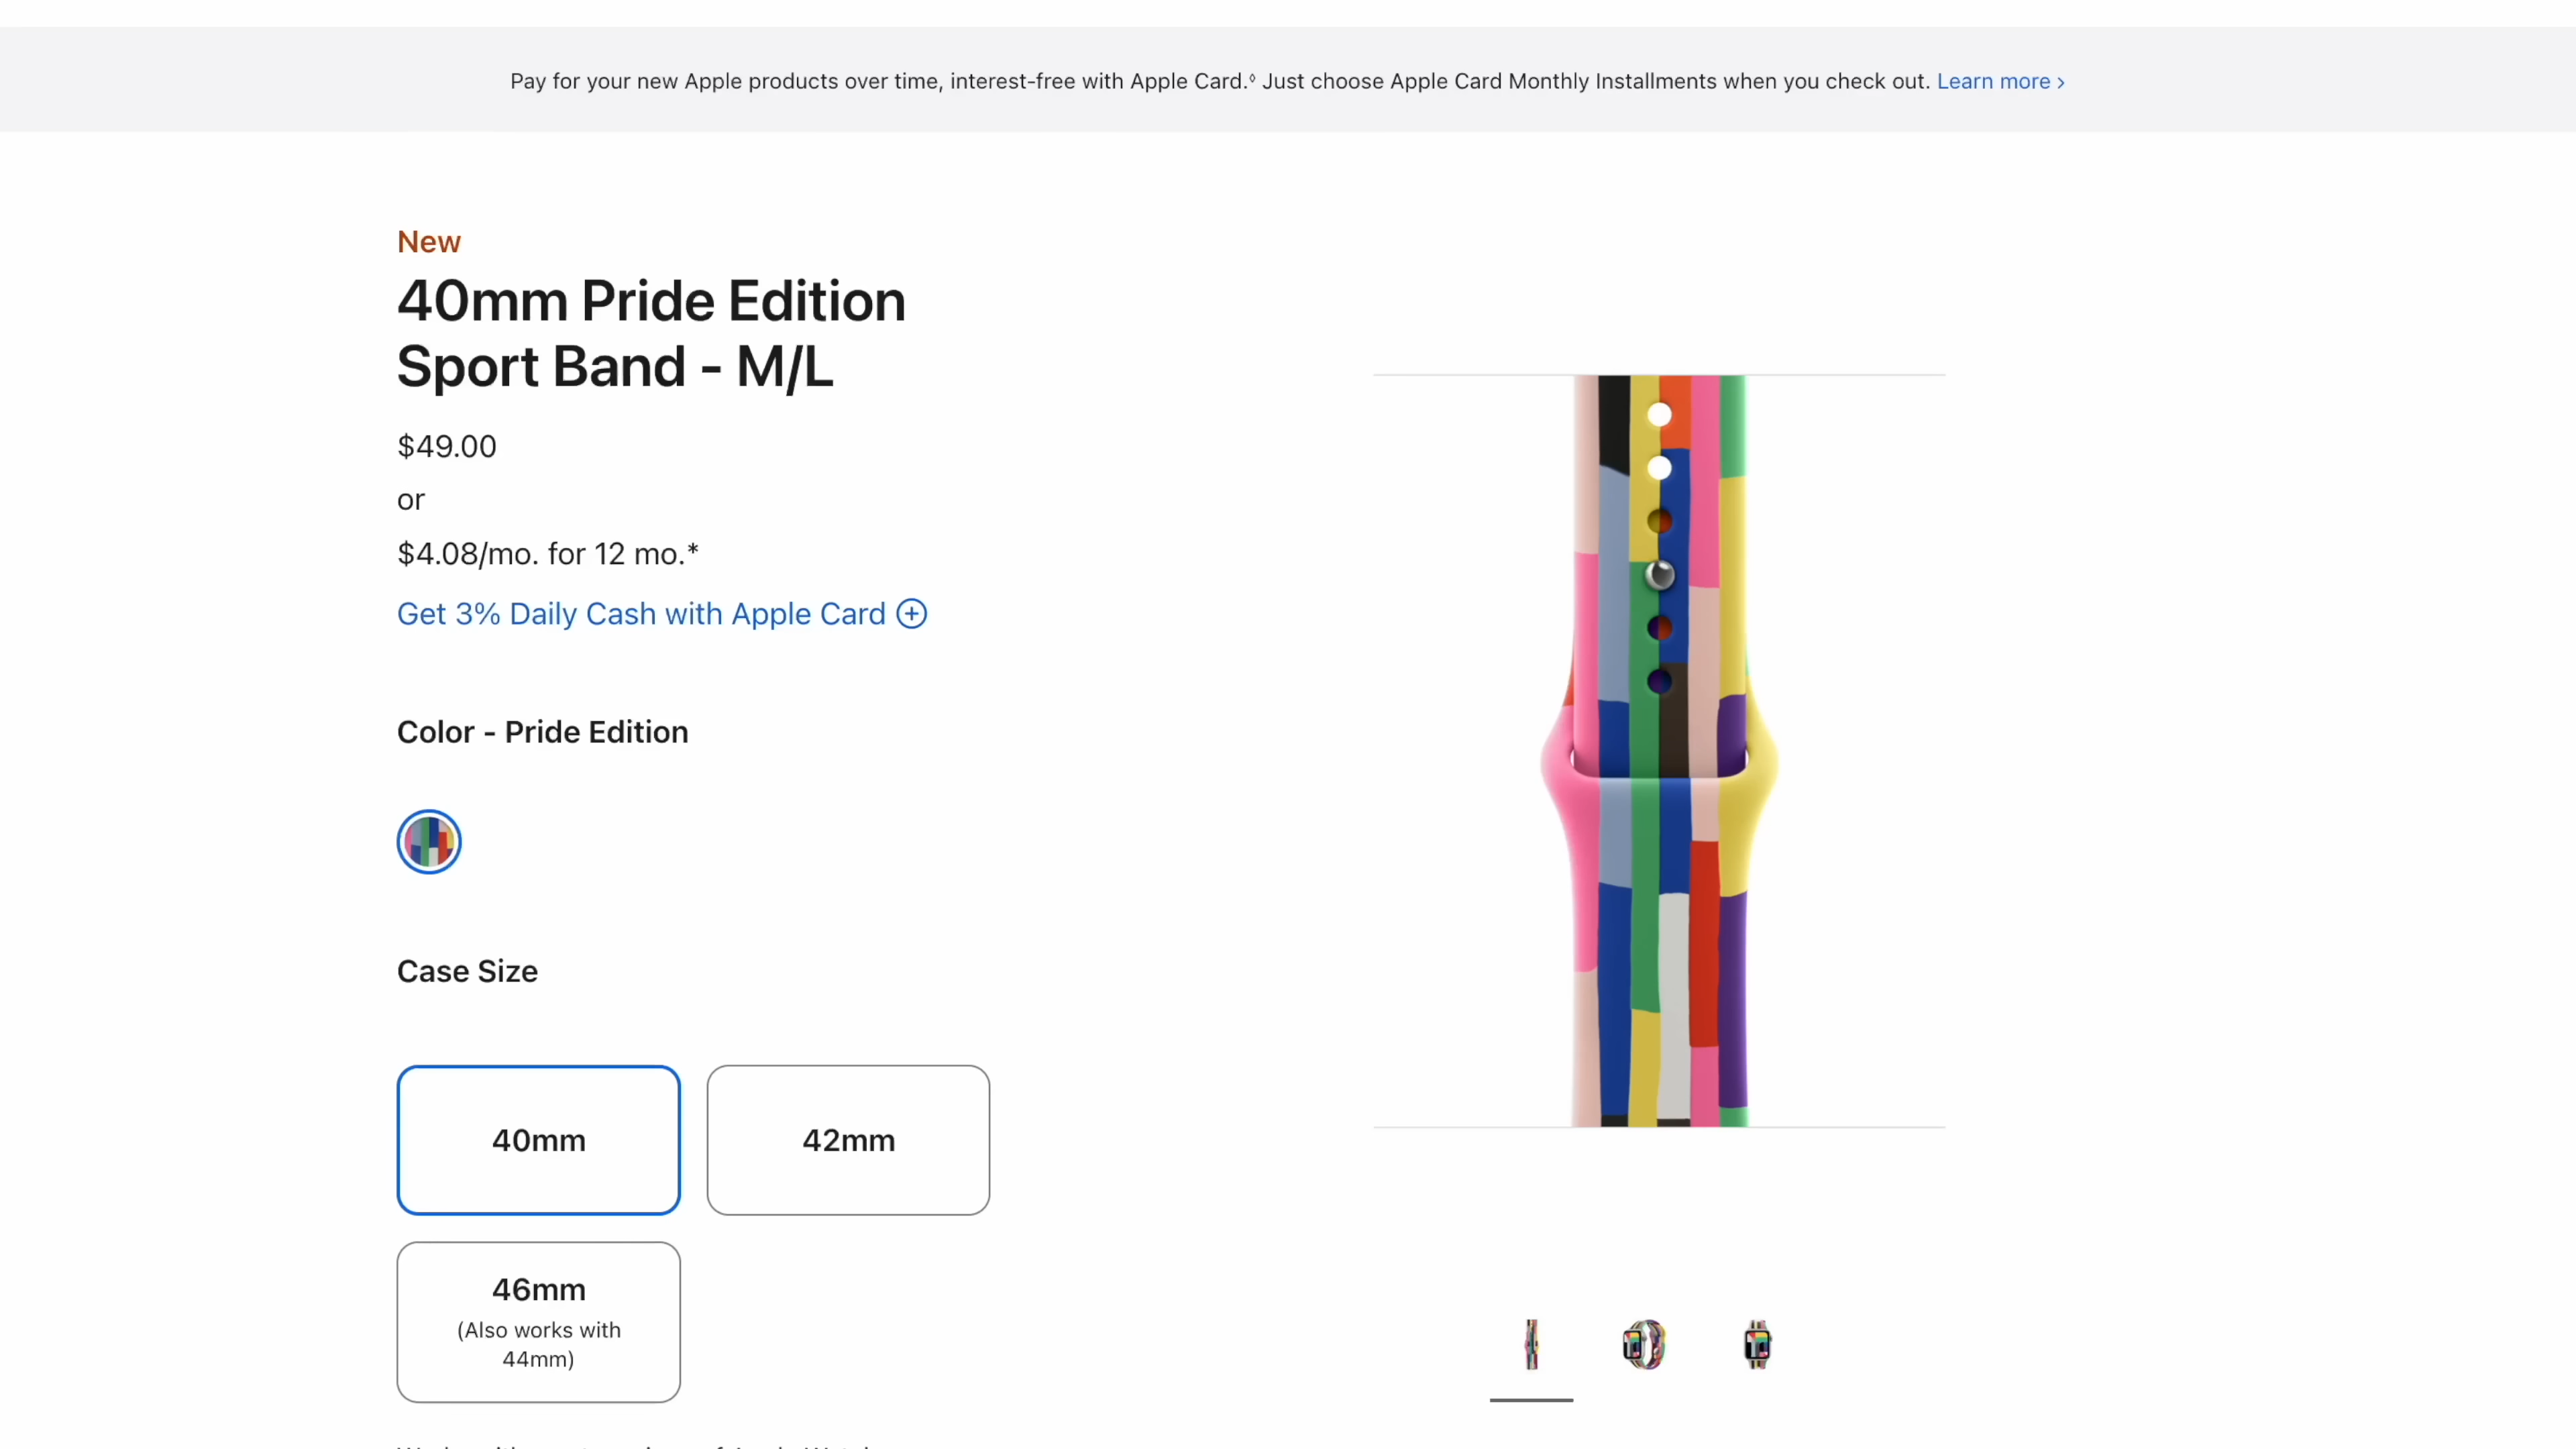 Pay for your new Apple products over time, interest-free with Apple Card.◊ Just choose Apple Card Monthly Installments when you check out. Learn more >
New
40mm Pride Edition
Sport Band - M/L
$49.00
or
$4.08/mo. for 12 mo.*
Get 3% Daily Cash with Apple Card
Color - Pride Edition
Case Size
40mm
42mm
46mm
(Also works with
44mm)